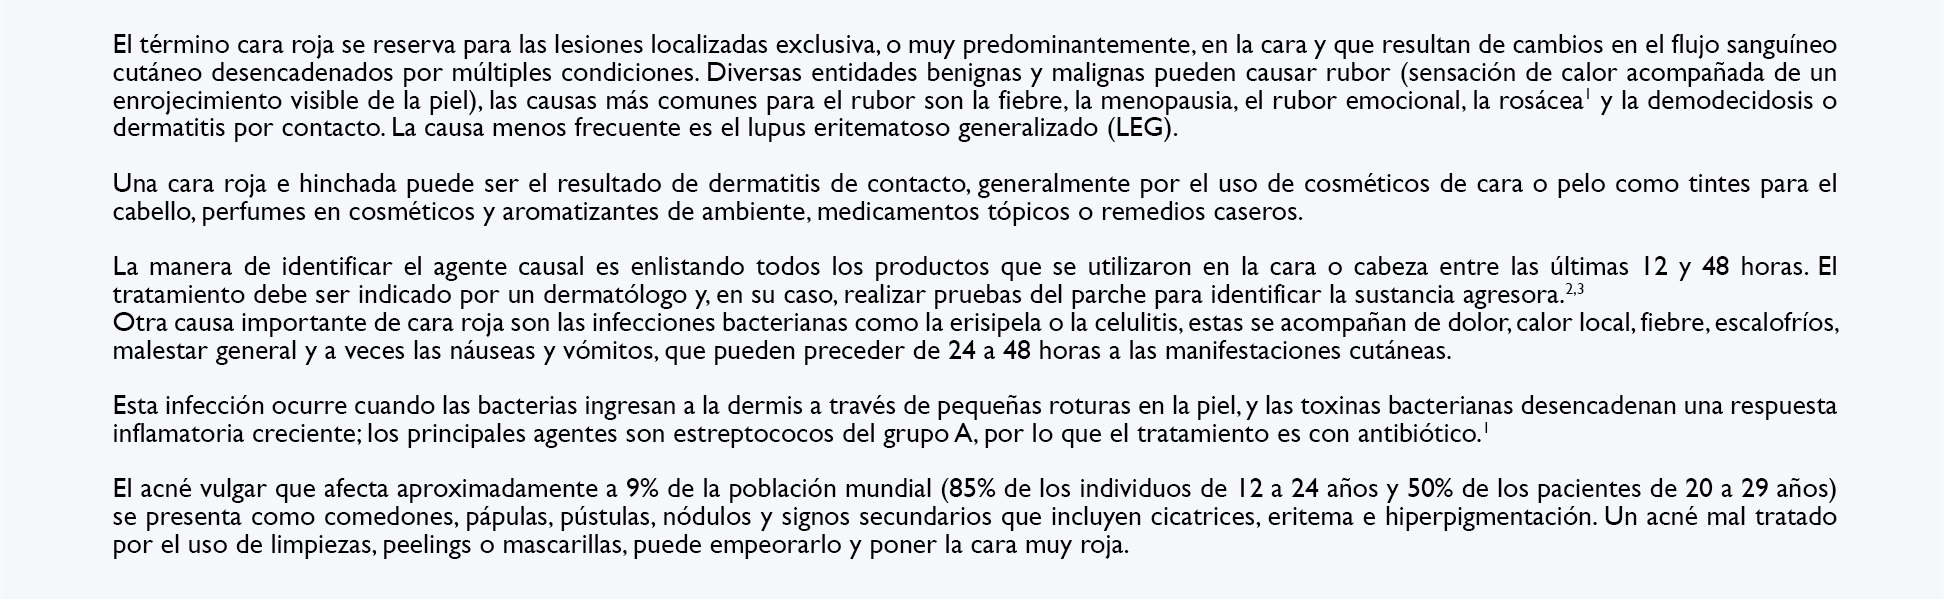 El término cara roja se reserva para las lesiones localizadas exclusiva, o muy predominantemente, en la cara y que resultan de cambios en el flujo sanguíneo
cutáneo desencadenados por múltiples condiciones. Diversas entidades benignas y malignas pueden causar rubor (sensación de calor acompañada de un
enrojecimiento visible de la piel), las causas más comunes para el rubor son la fiebre, la menopausia, el rubor emocional, la rosácea¹ y la demodecidosis o
dermatitis por contacto. La causa menos frecuente es el lupus eritematoso generalizado (LEG).
Una cara roja e hinchada puede ser el resultado de dermatitis de contacto, generalmente por el uso de cosméticos de cara o pelo como tintes para el
cabello, perfumes en cosméticos y aromatizantes de ambiente, medicamentos tópicos o remedios caseros.
La manera de identificar el agente causal es enlistando todos los productos que se utilizaron en la cara o cabeza entre las últimas 12 y 48 horas. El
tratamiento debe ser indicado por un dermatólogo y, en su caso, realizar pruebas del parche para identificar la sustancia agresora.²,³
Otra causa importante de cara roja son las infecciones bacterianas como la erisipela o la celulitis, estas se acompañan de dolor, calor local, fiebre, escalofríos,
malestar general y a veces las náuseas y vómitos, que pueden preceder de 24 a 48 horas a las manifestaciones cutáneas.
Esta infección ocurre cuando las bacterias ingresan a la dermis a través de pequeñas roturas en la piel, y las toxinas bacterianas desencadenan una respuesta
inflamatoria creciente; los principales agentes son estreptococos del grupo A, por lo que el tratamiento es con antibiótico.¹
El acné vulgar que afecta aproximadamente a 9% de la población mundial (85% de los individuos de 12 a 24 años y 50% de los pacientes de 20 a 29 años)
se presenta como comedones, pápulas, pústulas, nódulos y signos secundarios que incluyen cicatrices, eritema e hiperpigmentación. Un acné mal tratado
por el uso de limpiezas, peelings o mascarillas, puede empeorarlo y poner la cara muy roja.